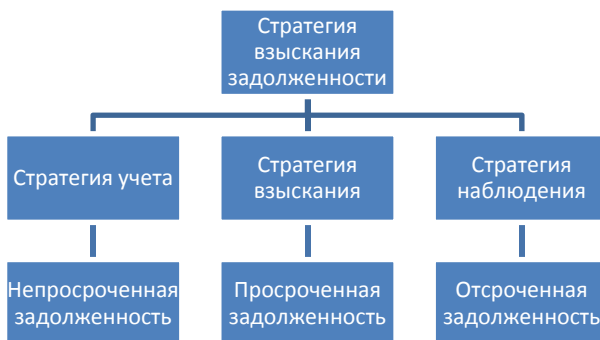 Стратегия
взыскания
задолженности
Стратегия учета
Стратегия
взыскания
Стратегия
наблюдения
Непросроченная
задолженность
Просроченная
задолженность
Отсроченная
задолженность